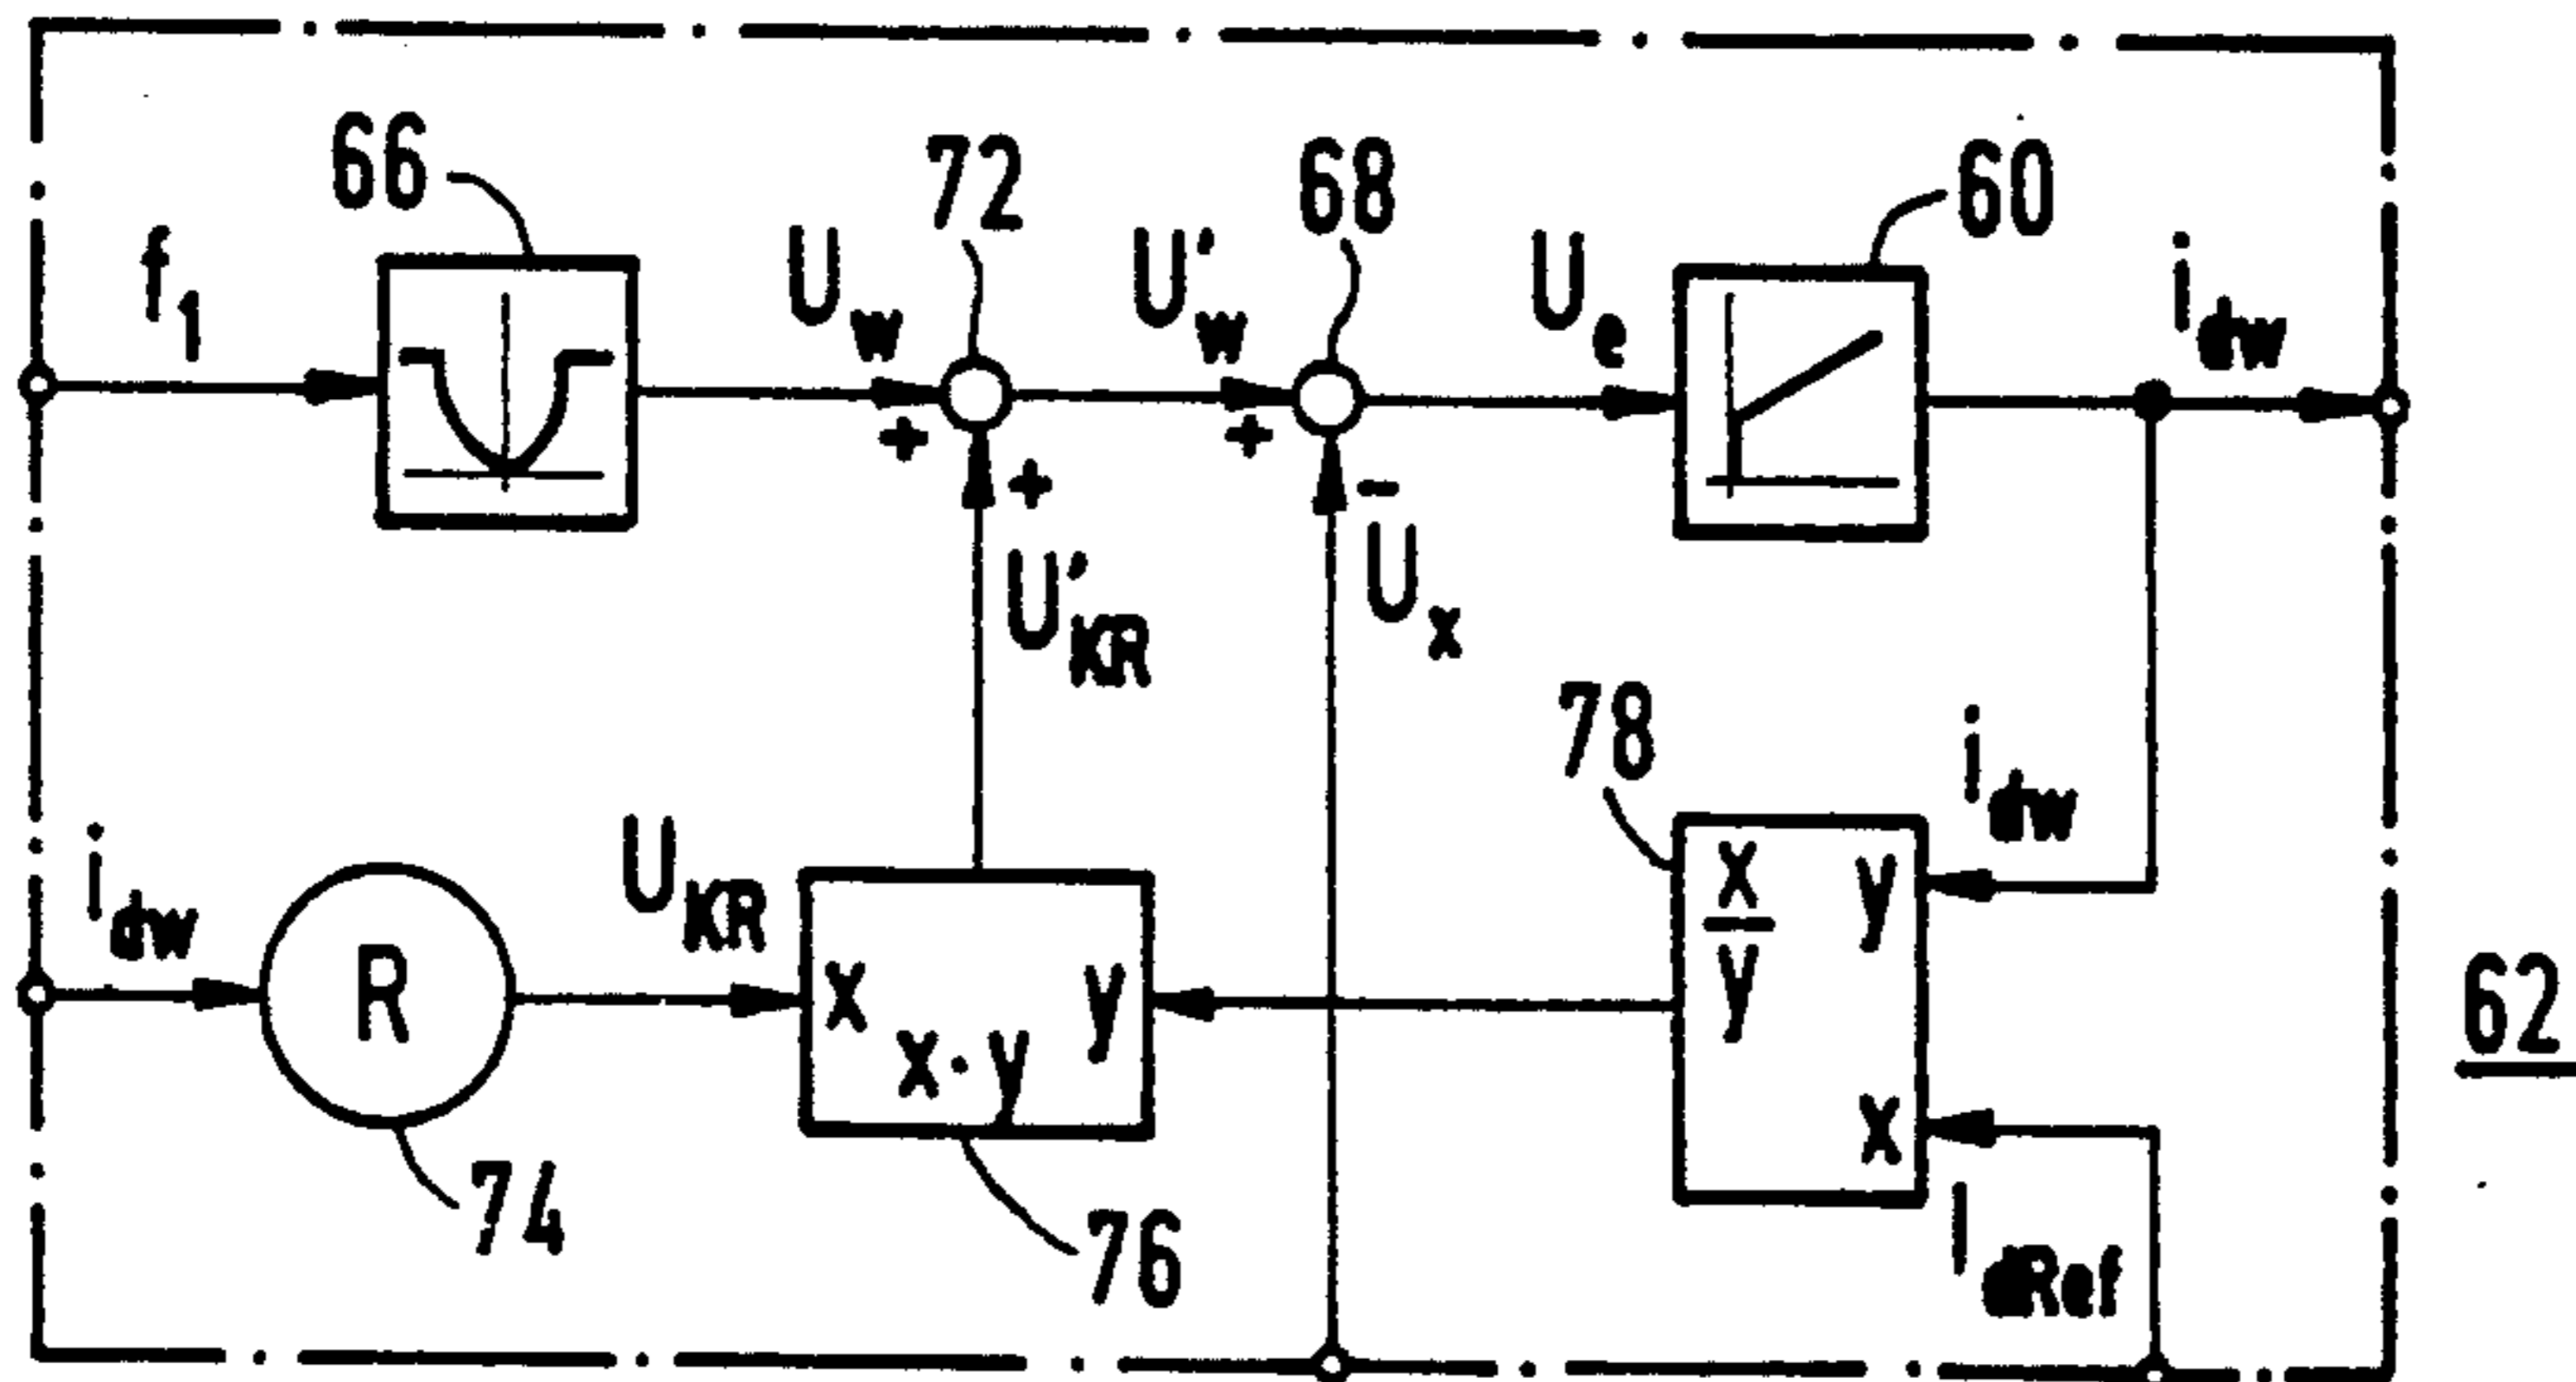 66 72 68 60
f1 Uw U'w Ue idw
+ + + -
U'KR Ux
78
idw UKR idw
x/y y
R x x·y y
x
62
74 76 IdRef